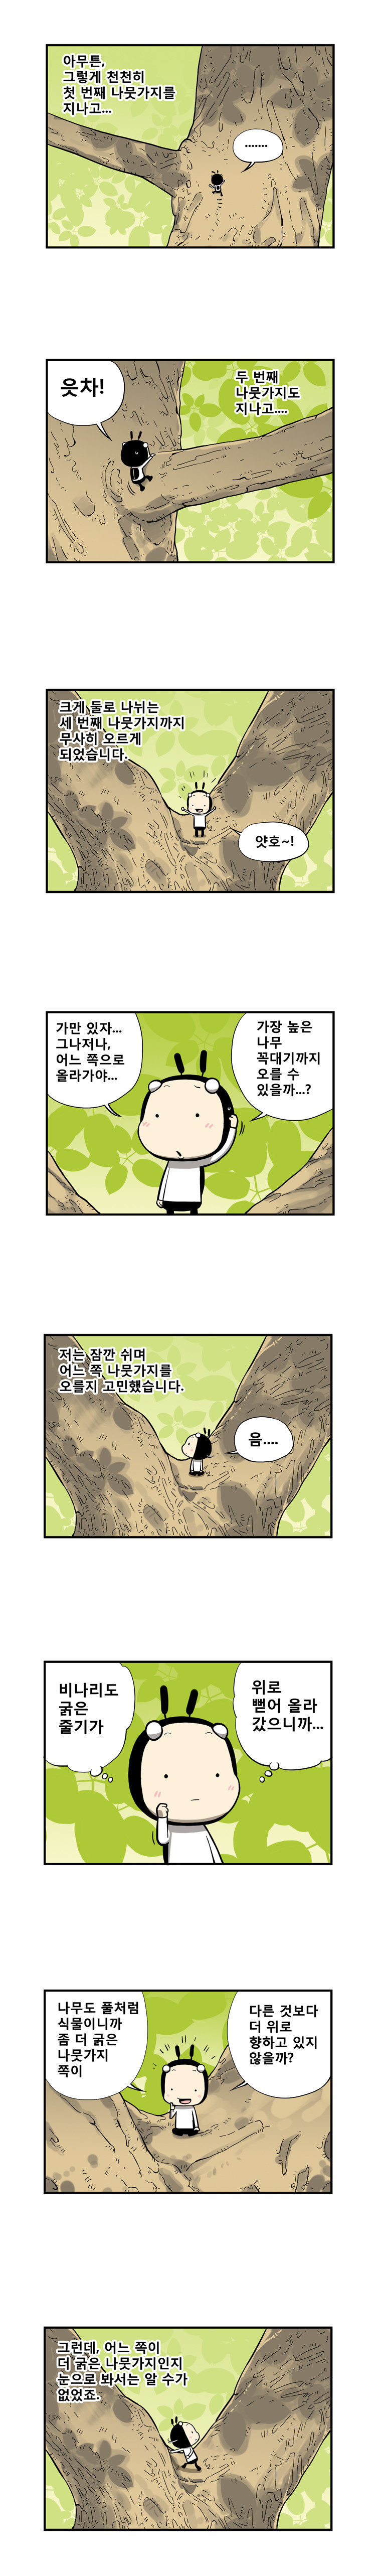 아무튼,
그렇게 천천히
첫 번째 나뭇가지를
지나고...
.......
읏차!
두 번째
나뭇가지도
지나고....
크게 둘로 나뉘는
세 번째 나뭇가지까지
무사히 오르게
되었습니다.
얏호~!
가만 있자...
그나저나,
어느 쪽으로
올라가야...
가장 높은
나무
꼭대기까지
오를 수
있을까...?
저는 잠깐 쉬며
어느 쪽 나뭇가지를
오를지 고민했습니다.
음....
비나리도
굵은
줄기가
위로
뻗어 올라
갔으니까...
나무도 풀처럼
식물이니까
좀 더 굵은
나뭇가지
쪽이
다른 것보다
더 위로
향하고 있지
않을까?
그런데, 어느 쪽이
더 굵은 나뭇가지인지
눈으로 봐서는 알 수가
없었죠.